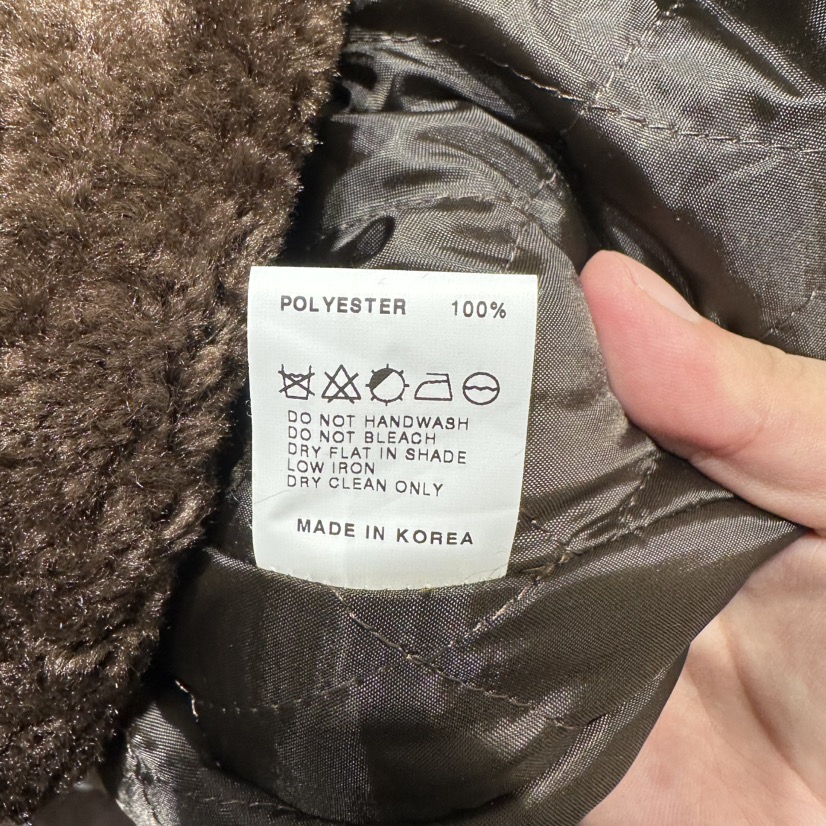 POLYESTER 100%
DO NOT HANDWASH
DO NOT BLEACH
DRY FLAT IN SHADE
LOW IRON
DRY CLEAN ONLY
MADE IN KOREA